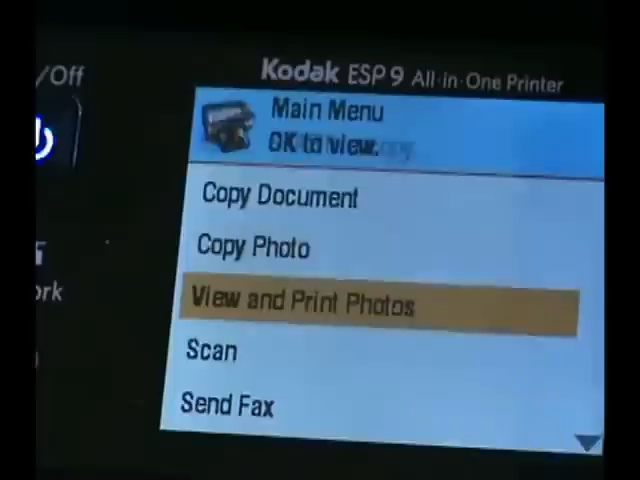 /Off
Kodak ESP 9 All-in-One Printer
Main Menu
OK to view.
Copy Document
Copy Photo
View and Print Photos
ork
Scan
Send Fax